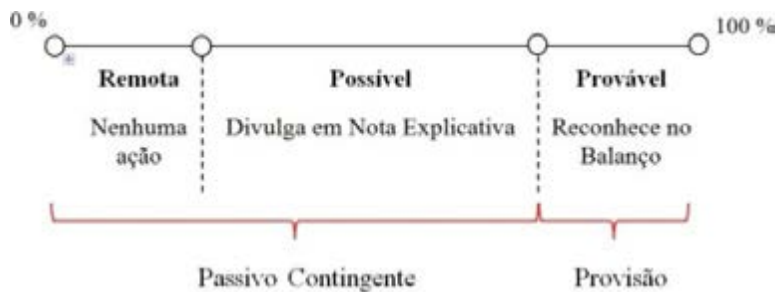 0 %
100 %
Remota
Possível
Provável
Nenhuma
ação
Divulga em Nota Explicativa
Reconhece no
Balanço
Passivo Contingente
Provisão